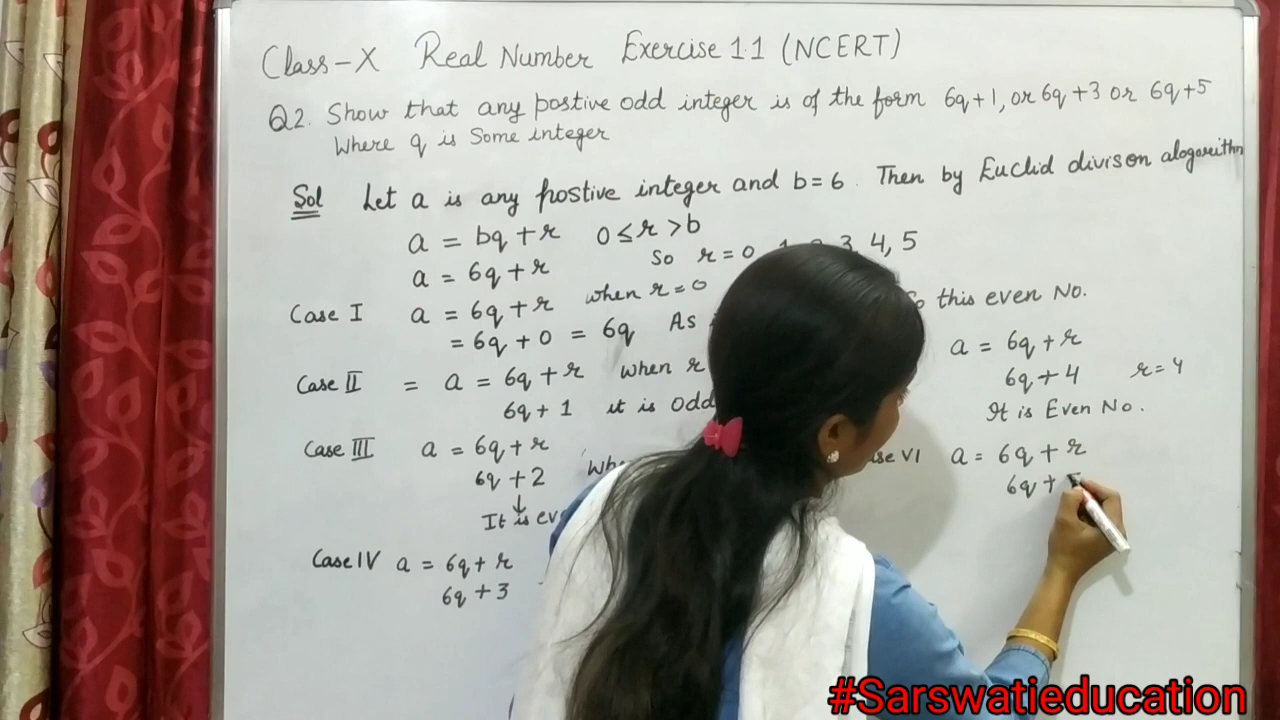 Class-X Real Number Exercise 1.1 (NCERT)
Q2. Show that any postive odd integer is of the form 6q+1, or 6q+3 or 6q+5
Where q is Some integer
Sol Let a is any postive integer and b=6. Then by Euclid divison alogorithn
a = bq + r 0≤r>b
a = 6q + r So r=0, 3, 4, 5
Case I a = 6q + r when r=0
= 6q + 0 = 6q As
Case II = a = 6q + r when r
6q + 1 it is odd
Case III a = 6q + r
6q + 2
↓
It is
Case IV a = 6q + r
6q + 3
this even No.
a = 6q + r
6q + 4 r=4
It is Even No.
VI a = 6q + r
6q +
#Sarswatieducation